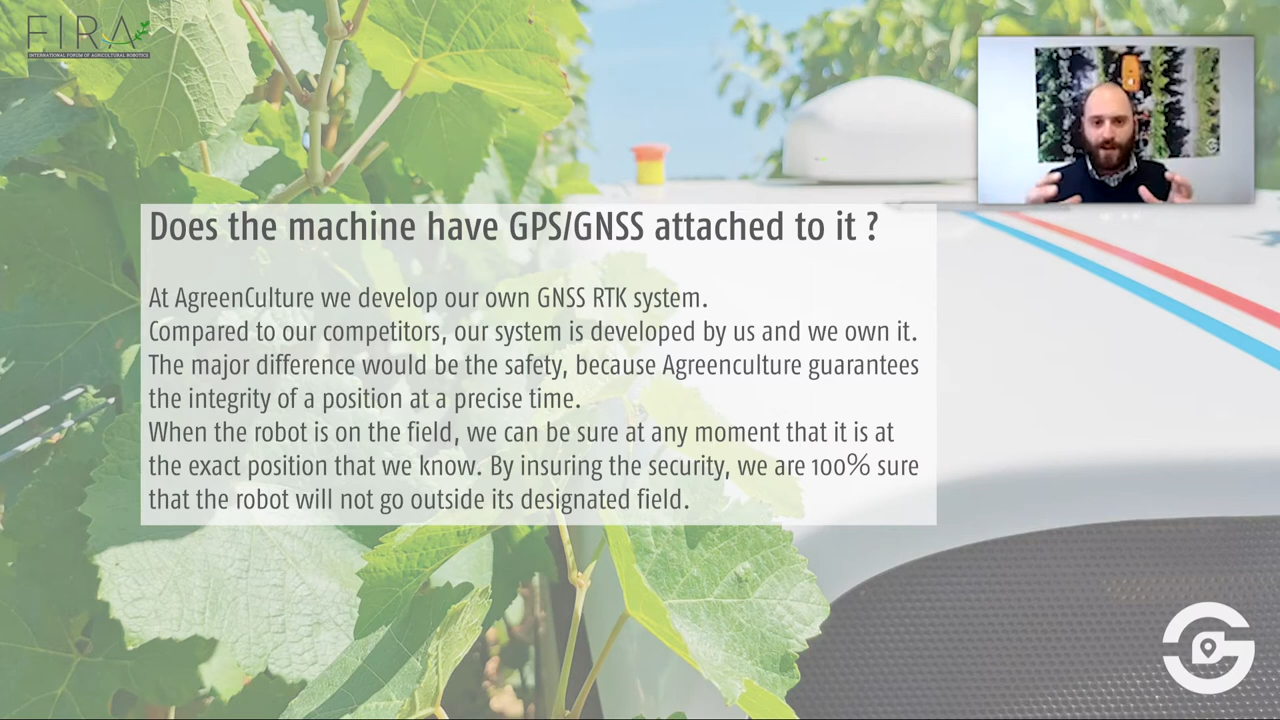 FIRA
INTERNATIONAL FORUM OF AGRICULTURAL ROBOTICS
Does the machine have GPS/GNSS attached to it ?
At AgreenCulture we develop our own GNSS RTK system.
Compared to our competitors, our system is developed by us and we own it.
The major difference would be the safety, because Agreenculture guarantees
the integrity of a position at a precise time.
When the robot is on the field, we can be sure at any moment that it is at
the exact position that we know. By insuring the security, we are 100% sure
that the robot will not go outside its designated field.